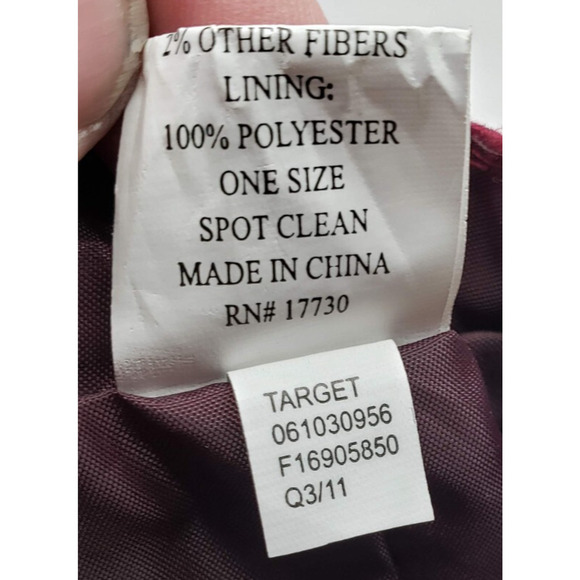 2% OTHER FIBERS
LINING:
100% POLYESTER
ONE SIZE
SPOT CLEAN
MADE IN CHINA
RN# 17730
TARGET
061030956
F16905850
Q3/11